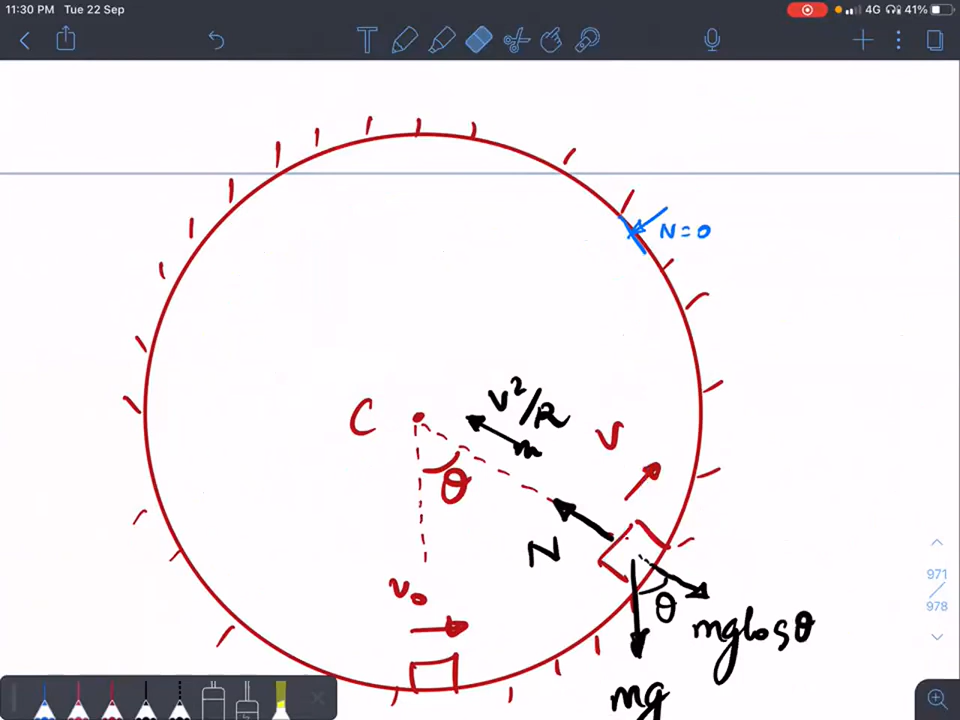 11:30 PM Tue 22 Sep
4G 41%
T
N=0
V²/R
C
m
V
θ
N
v₀
θ
mgcosθ
mg
971
/
978